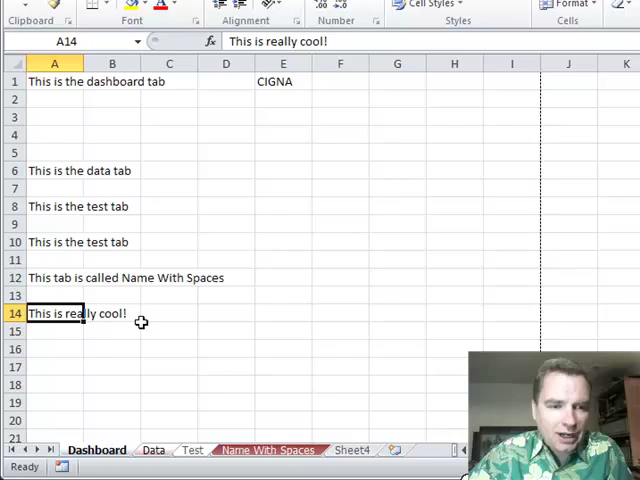 Clipboard
Font
Alignment
Number
Cell Styles
Styles
Format
Cells
A14
fx
This is really cool!
A B C D E F G H I J K
1 This is the dashboard tab CIGNA
2
3
4
5
6 This is the data tab
7
8 This is the test tab
9
10 This is the test tab
11
12 This tab is called Name With Spaces
13
14 This is really cool!
15
16
17
18
19
20
21
Dashboard Data Test Name With Spaces Sheet4
Ready